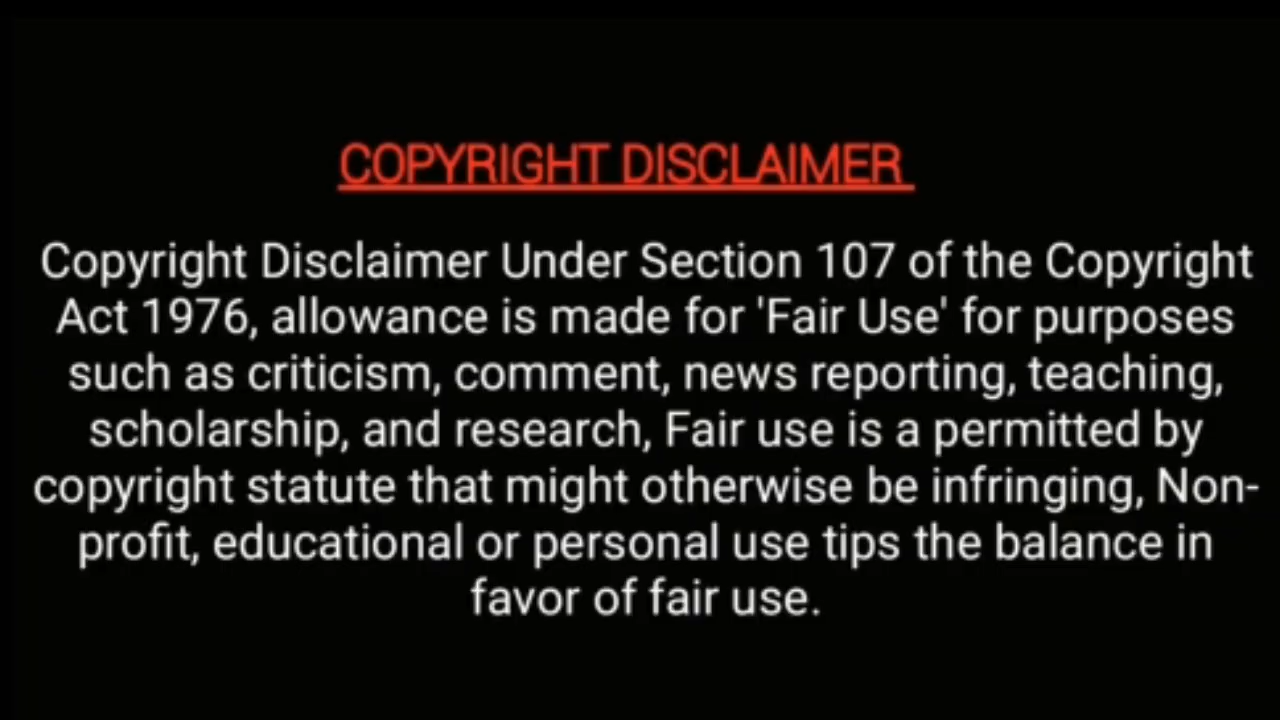 COPYRIGHT DISCLAIMER
Copyright Disclaimer Under Section 107 of the Copyright
Act 1976, allowance is made for 'Fair Use' for purposes
such as criticism, comment, news reporting, teaching,
scholarship, and research, Fair use is a permitted by
copyright statute that might otherwise be infringing, Non-
profit, educational or personal use tips the balance in
favor of fair use.